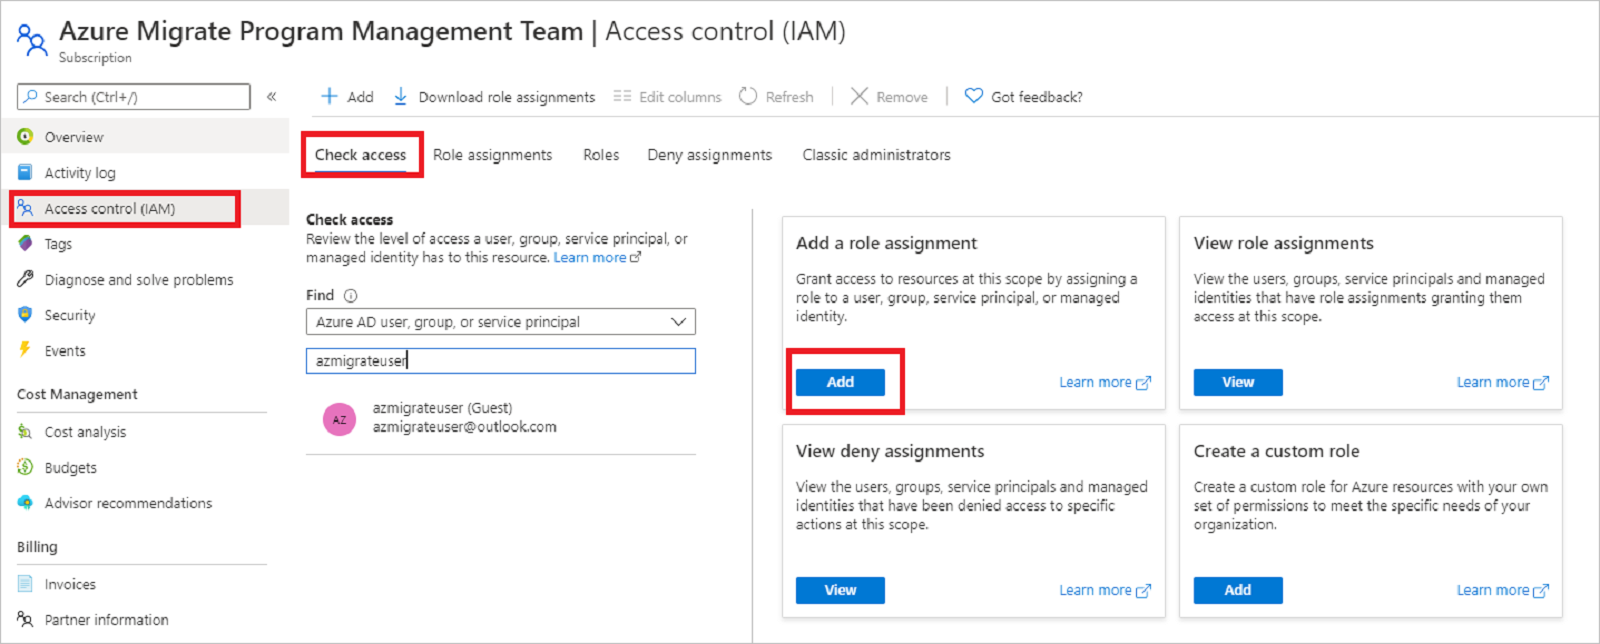 Azure Migrate Program Management Team | Access control (IAM)
Subscription
Search (Ctrl+/)
«
Add
Download role assignments
Edit columns
Refresh
Remove
Got feedback?
Overview
Activity log
Access control (IAM)
Tags
Diagnose and solve problems
Security
Events
Cost Management
Cost analysis
Budgets
Advisor recommendations
Billing
Invoices
Partner information
Check access
Role assignments
Roles
Deny assignments
Classic administrators
Check access
Review the level of access a user, group, service principal, or
managed identity has to this resource. Learn more
Find
Azure AD user, group, or service principal
azmigrateuser
AZ
azmigrateuser (Guest)
azmigrateuser@outlook.com
Add a role assignment
Grant access to resources at this scope by assigning a
role to a user, group, service principal, or managed
identity.
Add
Learn more
View role assignments
View the users, groups, service principals and managed
identities that have role assignments granting them
access at this scope.
View
Learn more
View deny assignments
View the users, groups, service principals and managed
identities that have been denied access to specific
actions at this scope.
View
Learn more
Create a custom role
Create a custom role for Azure resources with your own
set of permissions to meet the specific needs of your
organization.
Add
Learn more